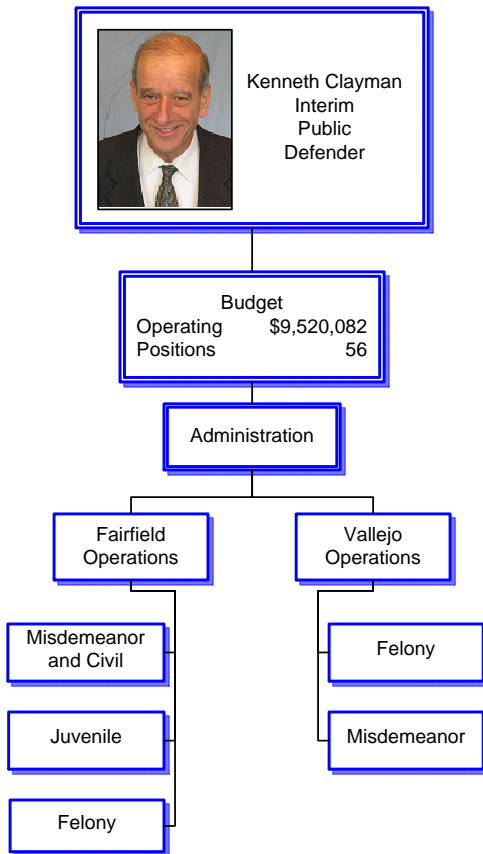 Kenneth Clayman
Interim
Public
Defender
Budget
Operating $9,520,082
Positions 56
Administration
Fairfield
Operations
Vallejo
Operations
Misdemeanor
and Civil
Felony
Juvenile
Misdemeanor
Felony